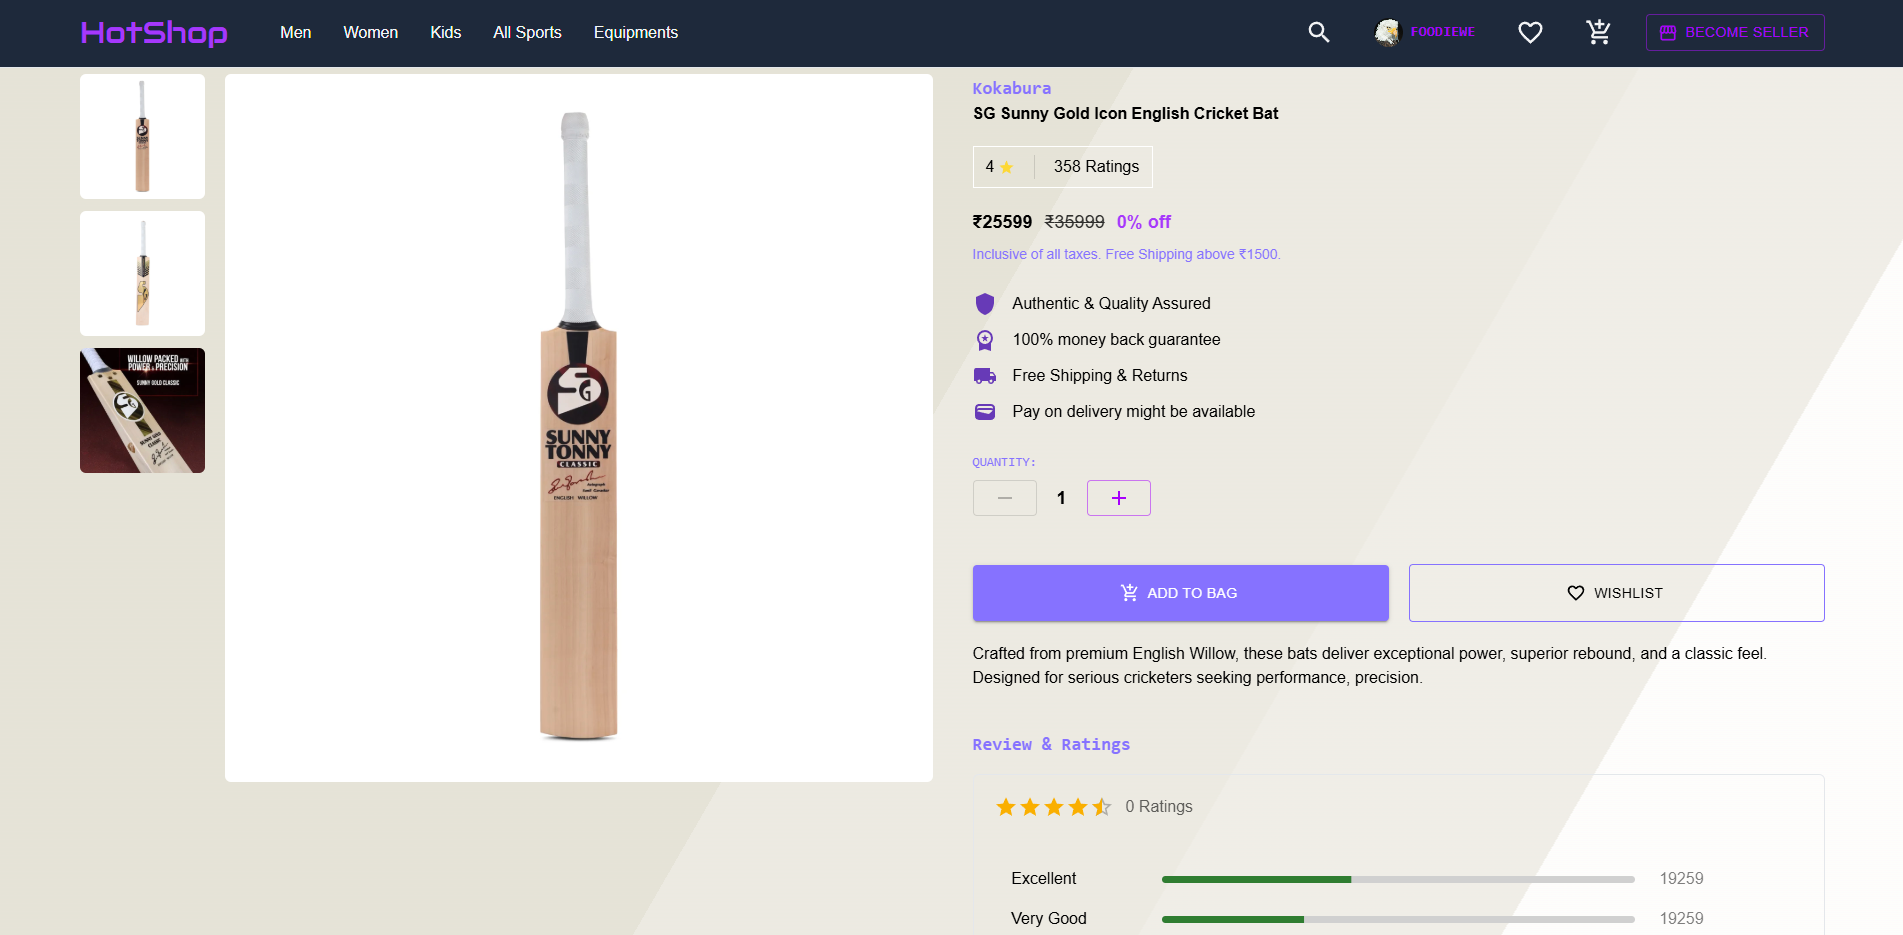 HotShop
Men
Women
Kids
All Sports
Equipments
FOODIEWE
BECOME SELLER
WILLOW PACKED WITH
POWER & PRECISION
SUNNY GOLD CLASSIC
SG
SUNNY
TONNY
CLASSIC
ENGLISH WILLOW
Kokabura
SG Sunny Gold Icon English Cricket Bat
4
358 Ratings
₹25599 ₹35999 0% off
Inclusive of all taxes. Free Shipping above ₹1500.
Authentic & Quality Assured
100% money back guarantee
Free Shipping & Returns
Pay on delivery might be available
QUANTITY:
1
ADD TO BAG
WISHLIST
Crafted from premium English Willow, these bats deliver exceptional power, superior rebound, and a classic feel.
Designed for serious cricketers seeking performance, precision.
Review & Ratings
0 Ratings
Excellent 19259
Very Good 19259